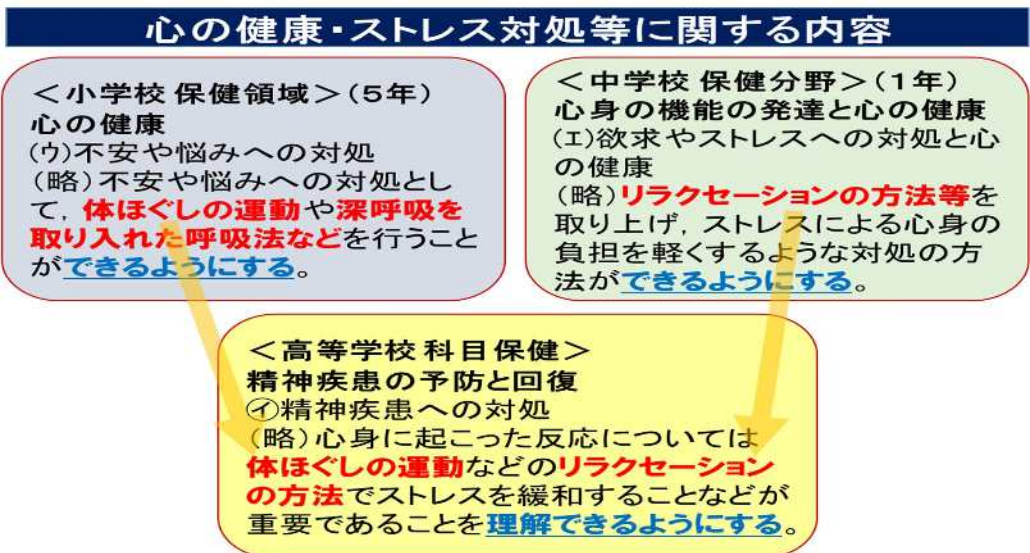 心の健康・ストレス対処等に関する内容
＜小学校 保健領域＞(5年)
心の健康
(ウ)不安や悩みへの対処
(略)不安や悩みへの対処とし
て，体ほぐしの運動や深呼吸を
取り入れた呼吸法などを行うこと
ができるようにする。
＜中学校 保健分野＞(1年)
心身の機能の発達と心の健康
(エ)欲求やストレスへの対処と心
の健康
(略)リラクセーションの方法等を
取り上げ，ストレスによる心身の
負担を軽くするような対処の方
法ができるようにする。
＜高等学校 科目保健＞
精神疾患の予防と回復
㋑精神疾患への対処
(略)心身に起こった反応については
体ほぐしの運動などのリラクセーション
の方法でストレスを緩和することなどが
重要であることを理解できるようにする。